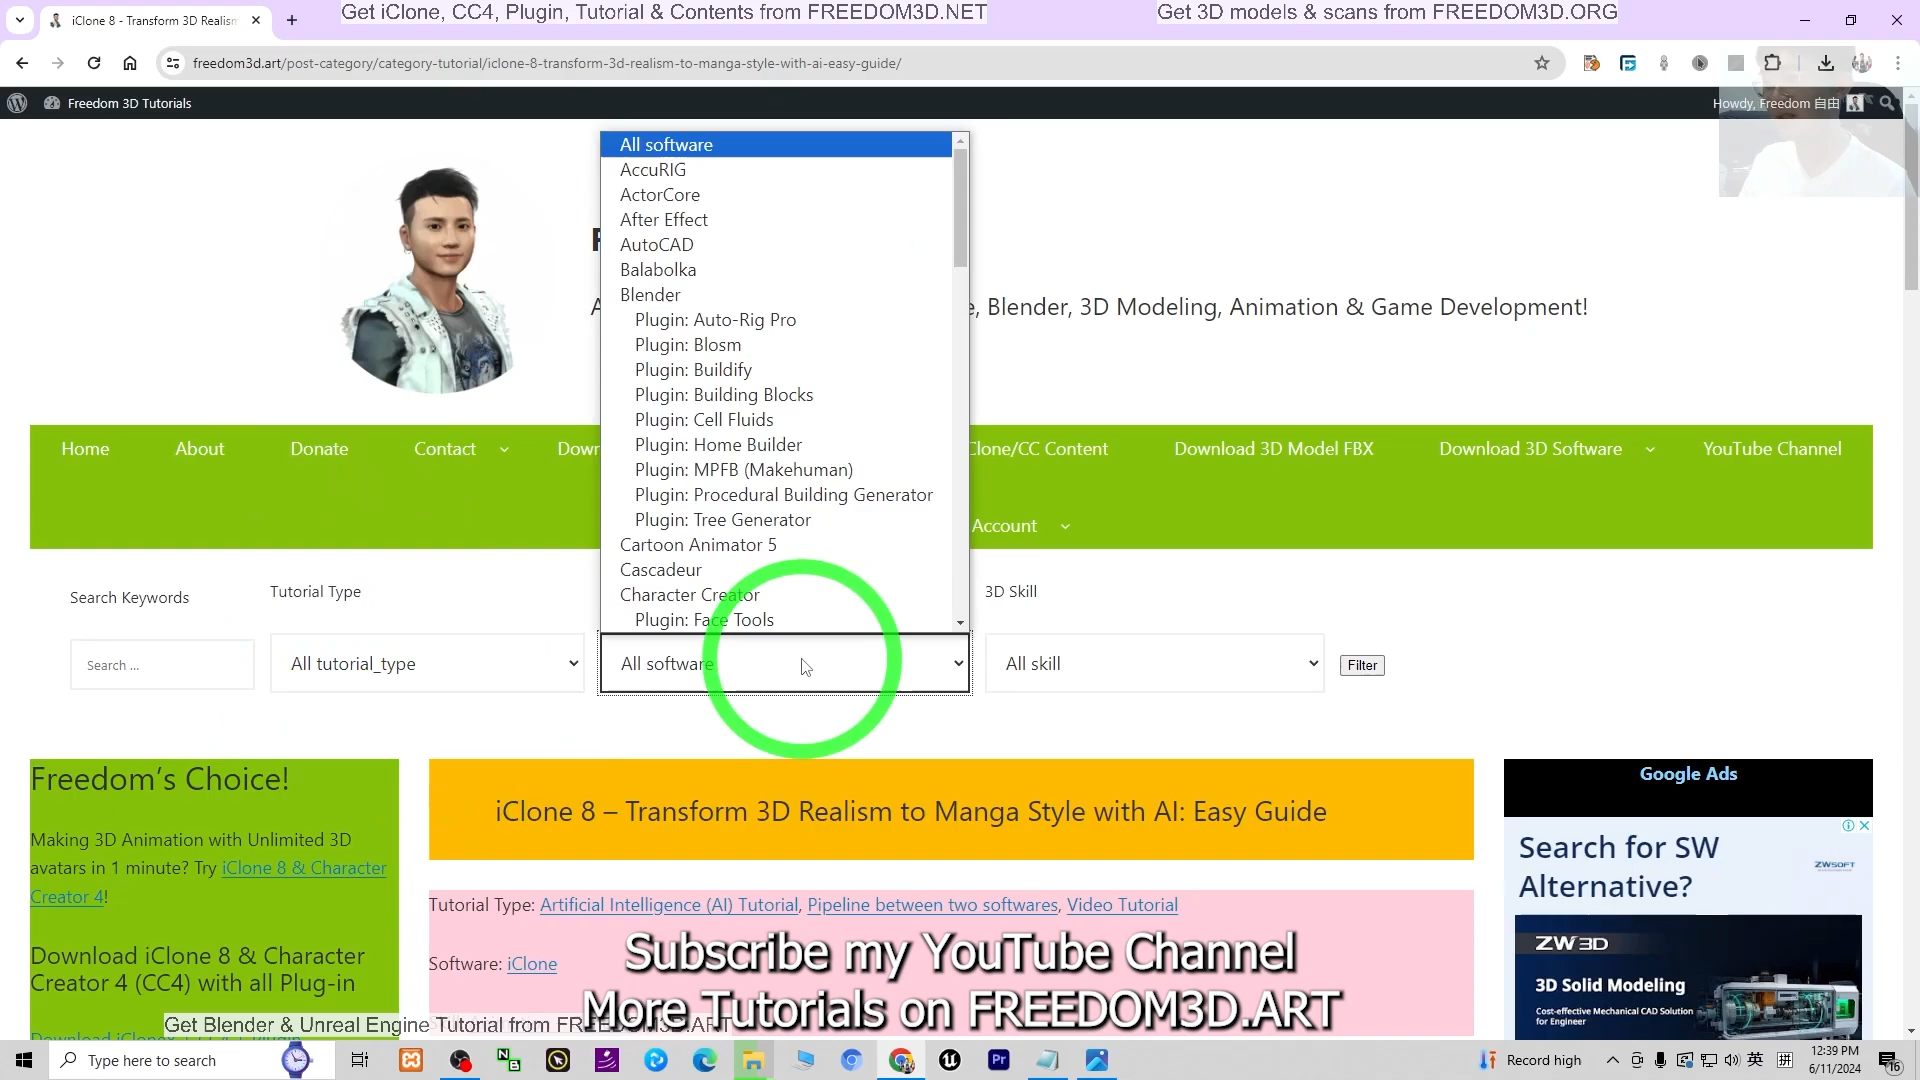 Get iClone, CC4, Plugin, Tutorial & Contents from FREEDOM3D.NET
Get 3D models & scans from FREEDOM3D.ORG
iClone 8 - Transform 3D Realism
freedom3d.art/post-category/category-tutorial/iclone-8-transform-3d-realism-to-manga-style-with-ai-easy-guide/
Freedom 3D Tutorials
Howdy, Freedom 自由
All software
AccuRIG
ActorCore
After Effect
AutoCAD
Balabolka
Blender
Plugin: Auto-Rig Pro
Plugin: Blosm
Plugin: Buildify
Plugin: Building Blocks
Plugin: Cell Fluids
Plugin: Home Builder
Plugin: MPFB (Makehuman)
Plugin: Procedural Building Generator
Plugin: Tree Generator
Cartoon Animator 5
Cascadeur
Character Creator
Plugin: Face Tools
Blender, 3D Modeling, Animation & Game Development!
Home
About
Donate
Contact
Clone/CC Content
Download 3D Model FBX
Download 3D Software
YouTube Channel
Account
Search Keywords
Tutorial Type
3D Skill
Search ...
All tutorial_type
All software
All skill
Filter
Freedom's Choice!
Making 3D Animation with Unlimited 3D
avatars in 1 minute? Try iClone 8 & Character
Creator 4!
Download iClone 8 & Character
Creator 4 (CC4) with all Plug-in
iClone 8 – Transform 3D Realism to Manga Style with AI: Easy Guide
Tutorial Type: Artificial Intelligence (AI) Tutorial, Pipeline between two softwares, Video Tutorial
Software: iClone
Google Ads
Search for SW
Alternative?
ZWSOFT
ZW3D
3D Solid Modeling
Cost-effective Mechanical CAD Solution
for Engineer
Subscribe my YouTube Channel
More Tutorials on FREEDOM3D.ART
Get Blender & Unreal Engine Tutorial from FREEDOM3D.ART
Type here to search
Pr
Record high
英
拼
12:39 PM
6/11/2024
16